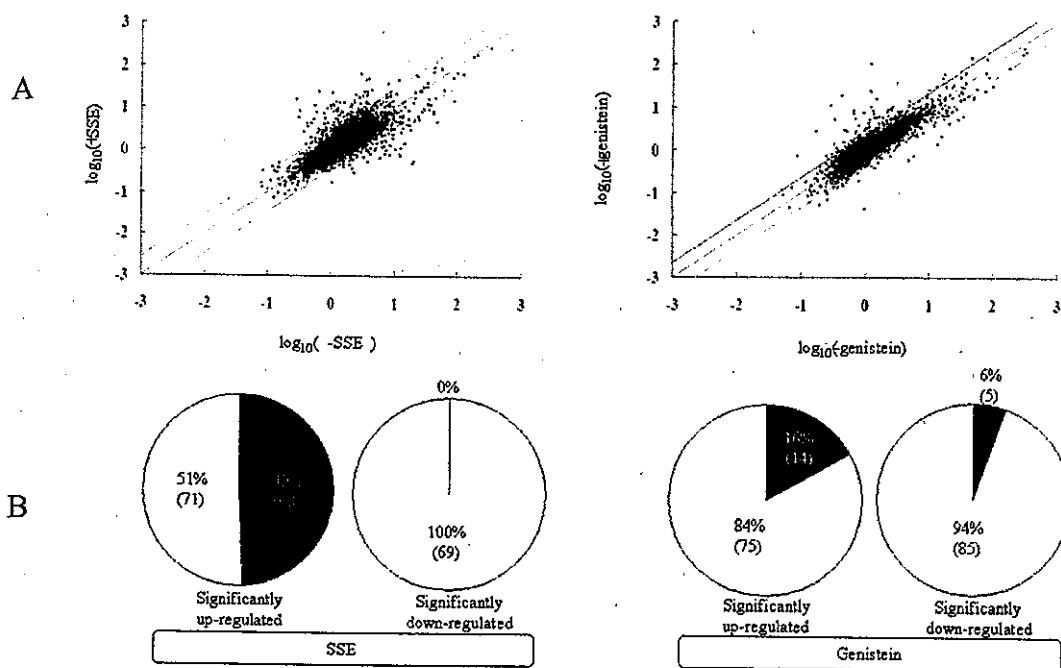 A
3
2
1
0
-1
-2
-3
log10(+SSE)
-3 -2 -1 0 1 2 3
log10( -SSE )
3
2
1
0
-1
-2
-3
log10(+genistein)
-3 -2 -1 0 1 2 3
log10(-genistein)
B
51%
(71)
0%
100%
(69)
16%
(14)
84%
(75)
6%
(5)
94%
(85)
Significantly
up-regulated
Significantly
down-regulated
Significantly
up-regulated
Significantly
down-regulated
SSE
Genistein